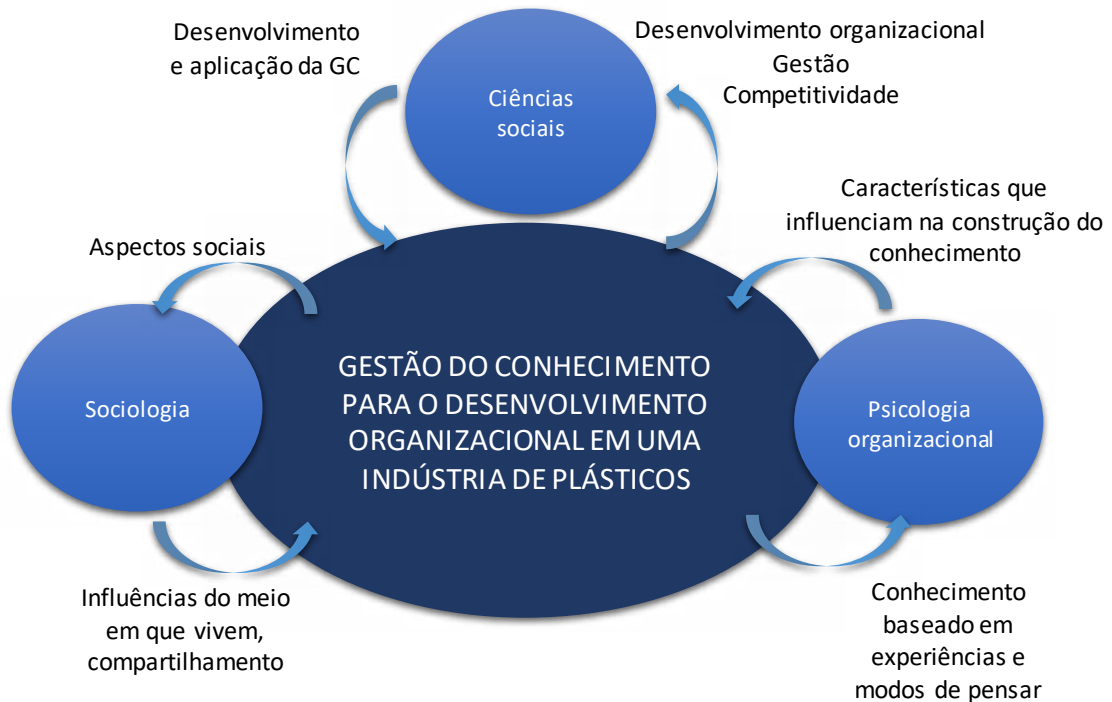 Desenvolvimento
e aplicação da GC
Desenvolvimento organizacional
Gestão
Competitividade
Ciências
sociais
Características que
influenciam na construção do
conhecimento
Aspectos sociais
GESTÃO DO CONHECIMENTO
PARA O DESENVOLVIMENTO
ORGANIZACIONAL EM UMA
INDÚSTRIA DE PLÁSTICOS
Sociologia
Psicologia
organizacional
Influências do meio
em que vivem,
compartilhamento
Conhecimento
baseado em
experiências e
modos de pensar